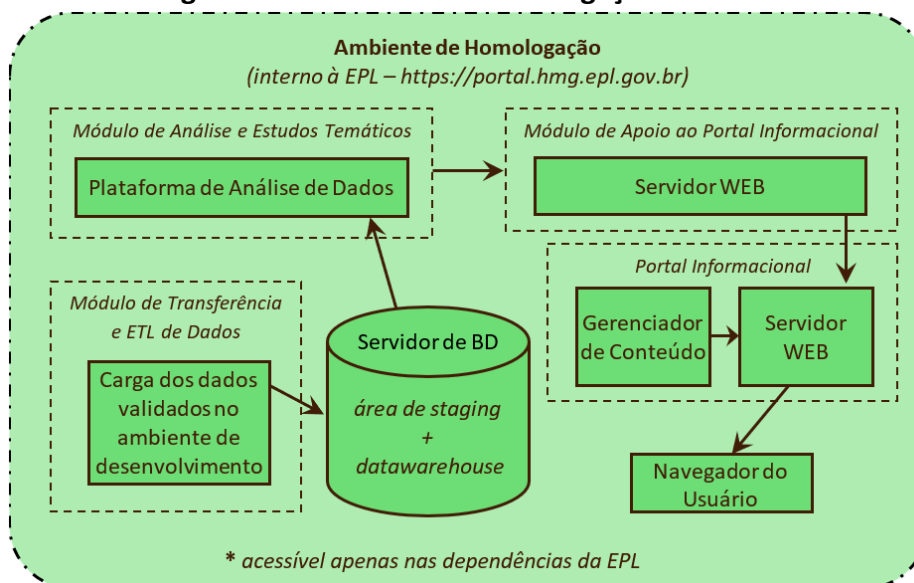 Ambiente de Homologação
(interno à EPL – https://portal.hmg.epl.gov.br)
Módulo de Análise e Estudos Temáticos
Plataforma de Análise de Dados
Módulo de Apoio ao Portal Informacional
Servidor WEB
Portal Informacional
Gerenciador
de Conteúdo
Servidor
WEB
Módulo de Transferência
e ETL de Dados
Carga dos dados
validados no
ambiente de
desenvolvimento
Servidor de BD
área de staging
+
datawarehouse
Navegador do
Usuário
* acessível apenas nas dependências da EPL